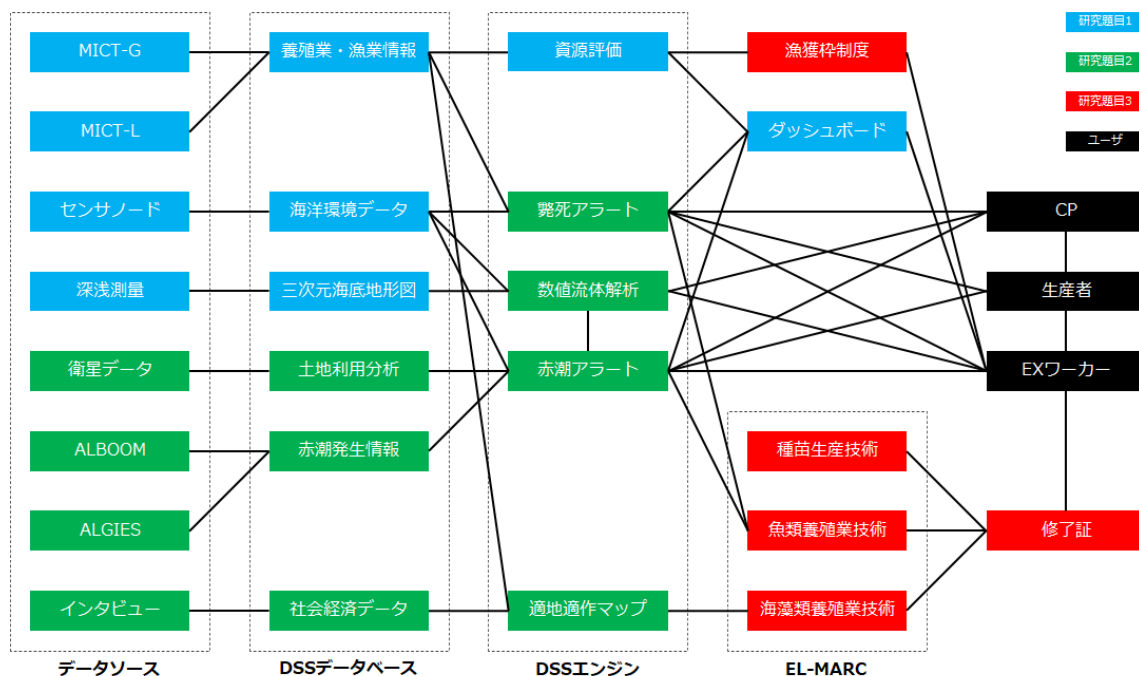 MICT-G
養殖業・漁業情報
資源評価
漁獲枠制度
研究題目1
研究題目2
研究題目3
ユーザ
MICT-L
ダッシュボード
センサノード
海洋環境データ
斃死アラート
CP
深浅測量
三次元海底地形図
数値流体解析
生産者
衛星データ
土地利用分析
赤潮アラート
EXワーカー
ALBOOM
赤潮発生情報
種苗生産技術
ALGIES
魚類養殖業技術
修了証
インタビュー
社会経済データ
適地適作マップ
海藻類養殖業技術
データソース
DSSデータベース
DSSエンジン
EL-MARC